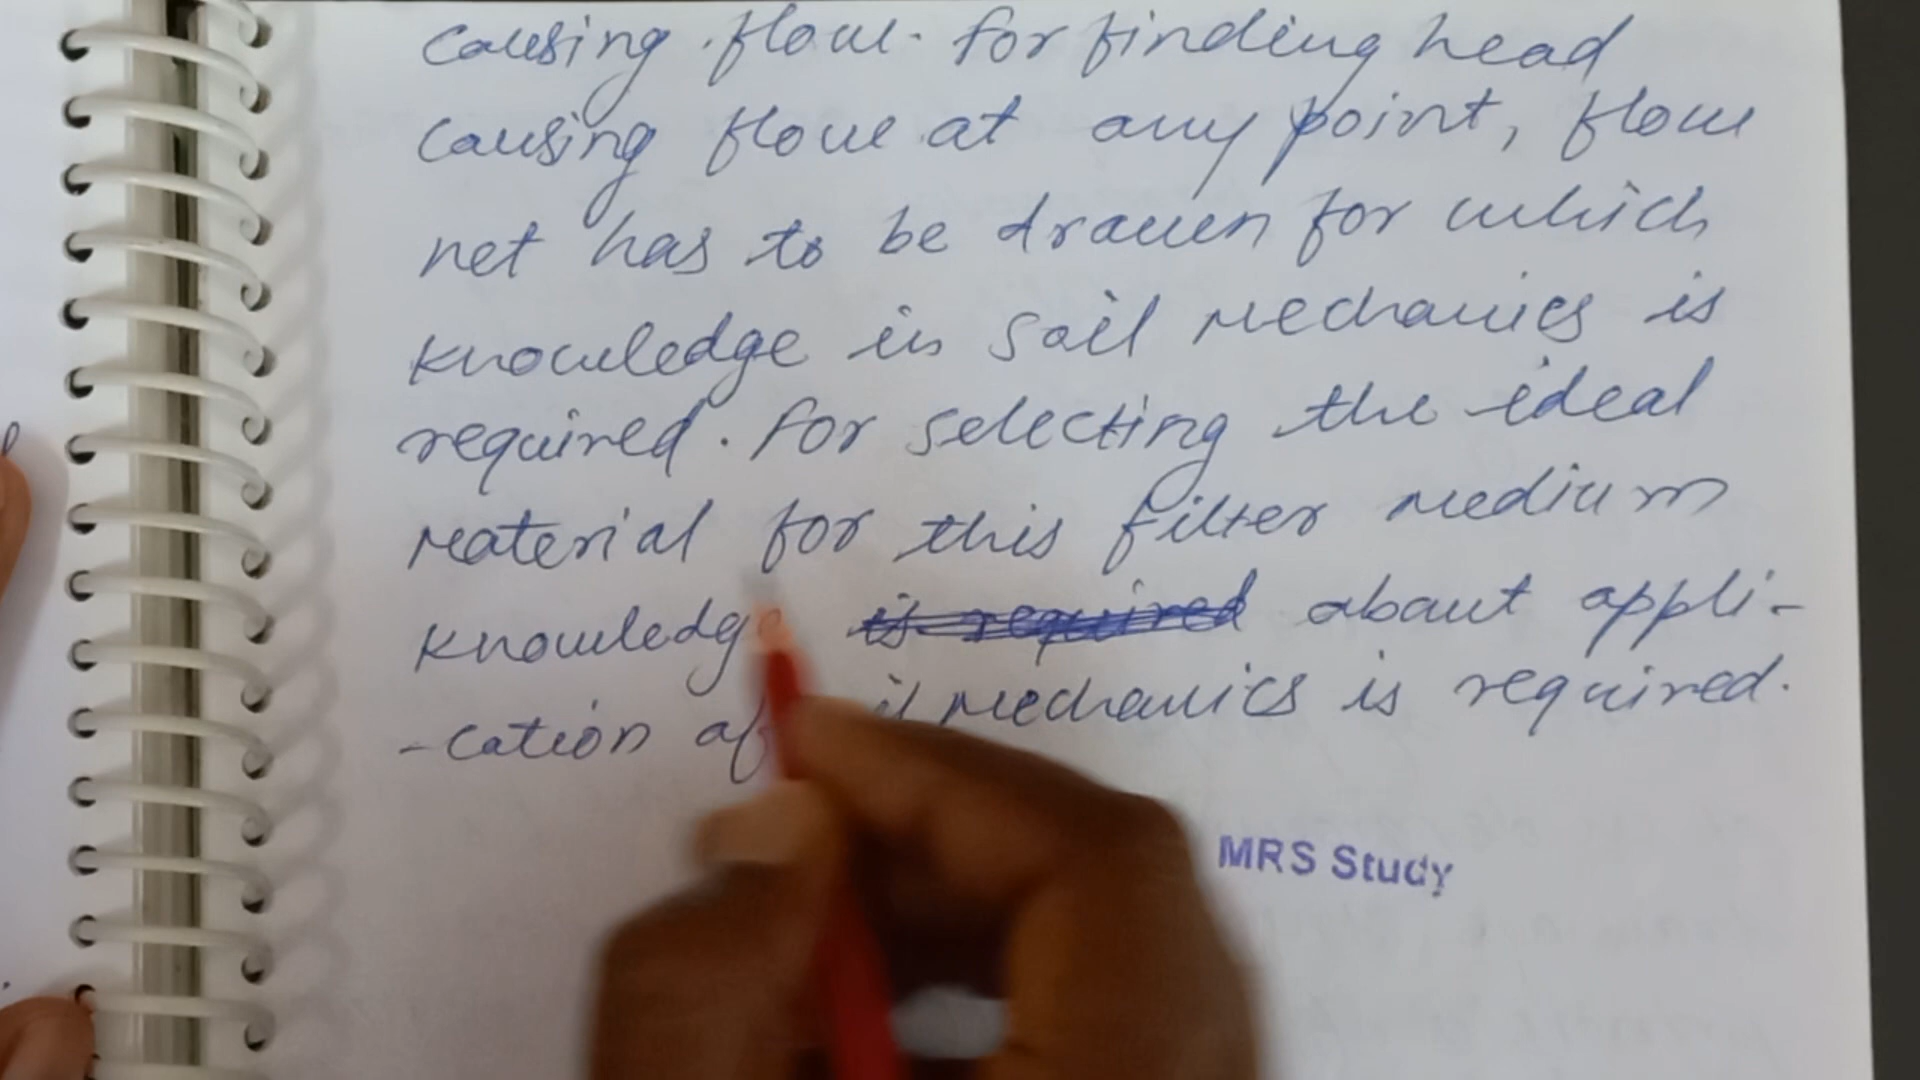 causing flow. for finding head
causing flow at any point, flow
net has to be drawn for which
knowledge in Soil Mechanics is
required. For selecting the ideal
Material for this filter medium
knowledge is required about appli-
-cation of Mechanics is required.
MRS Study